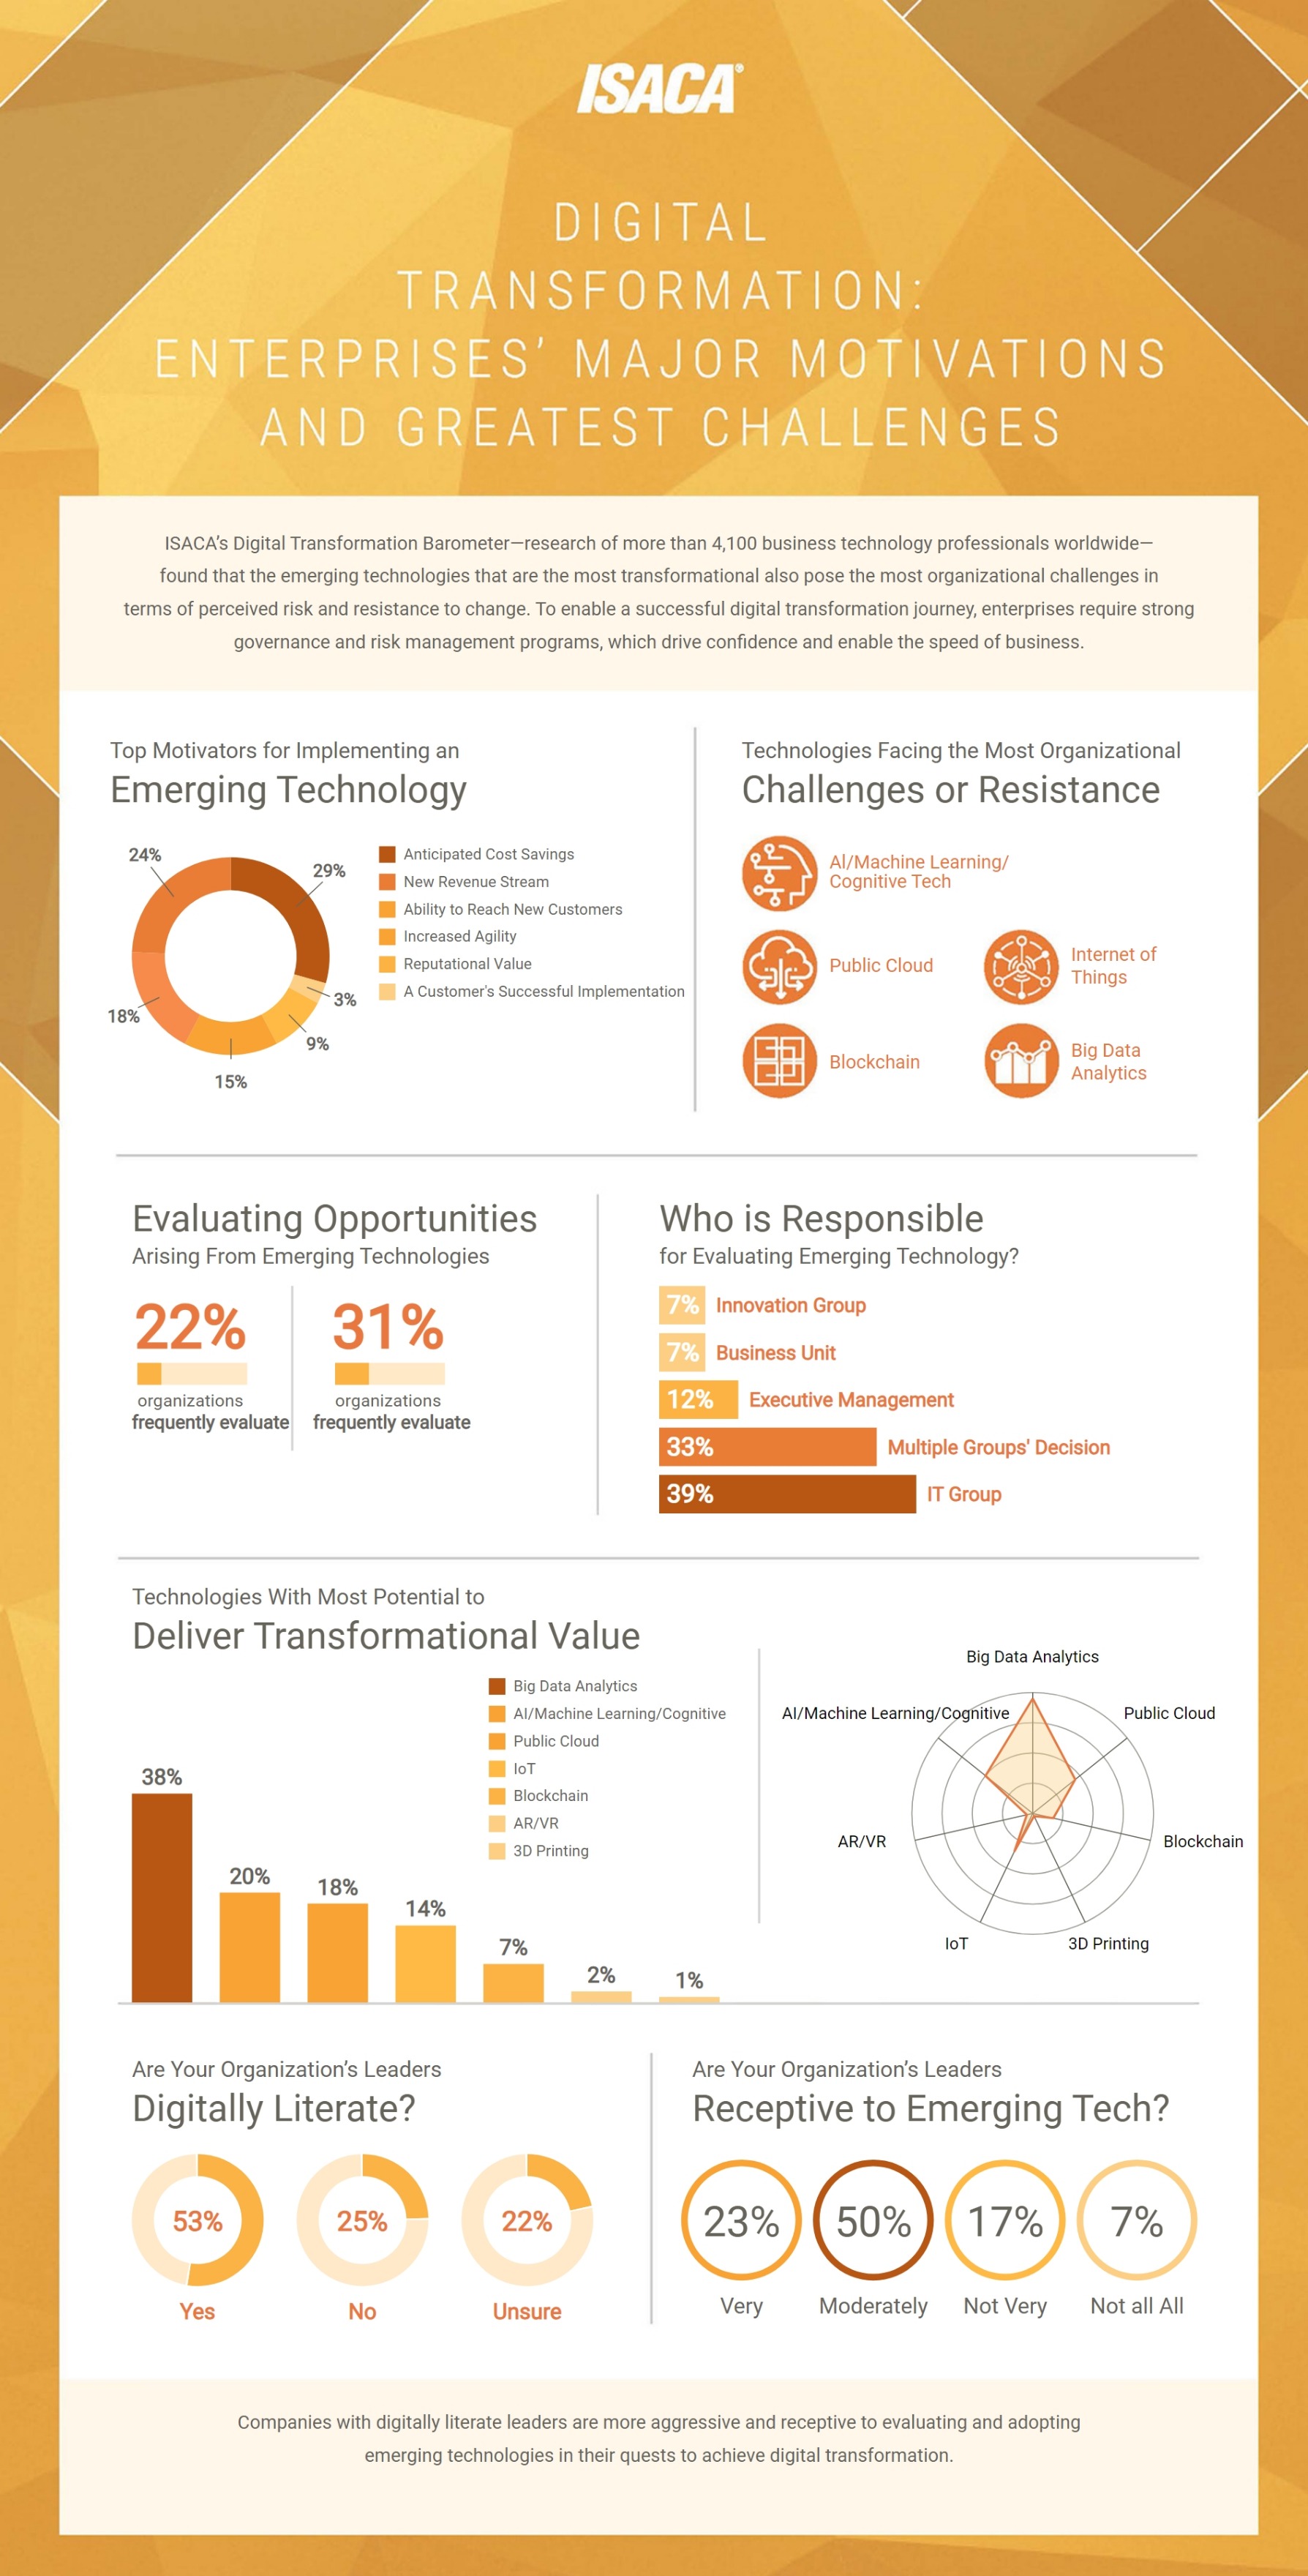 ISACA®
DIGITAL
TRANSFORMATION:
ENTERPRISES’ MAJOR MOTIVATIONS
AND GREATEST CHALLENGES
ISACA’s Digital Transformation Barometer—research of more than 4,100 business technology professionals worldwide—
found that the emerging technologies that are the most transformational also pose the most organizational challenges in
terms of perceived risk and resistance to change. To enable a successful digital transformation journey, enterprises require strong
governance and risk management programs, which drive confidence and enable the speed of business.
Top Motivators for Implementing an
Emerging Technology
24%
29%
3%
9%
15%
18%
Anticipated Cost Savings
New Revenue Stream
Ability to Reach New Customers
Increased Agility
Reputational Value
A Customer's Successful Implementation
Technologies Facing the Most Organizational
Challenges or Resistance
AI/Machine Learning/
Cognitive Tech
Public Cloud
Internet of
Things
Blockchain
Big Data
Analytics
Evaluating Opportunities
Arising From Emerging Technologies
22%
organizations
frequently evaluate
31%
organizations
frequently evaluate
Who is Responsible
for Evaluating Emerging Technology?
7% Innovation Group
7% Business Unit
12% Executive Management
33% Multiple Groups' Decision
39% IT Group
Technologies With Most Potential to
Deliver Transformational Value
Big Data Analytics
AI/Machine Learning/Cognitive
Public Cloud
IoT
Blockchain
AR/VR
3D Printing
38%
20%
18%
14%
7%
2%
1%
Big Data Analytics
AI/Machine Learning/Cognitive
Public Cloud
AR/VR
Blockchain
IoT
3D Printing
Are Your Organization’s Leaders
Digitally Literate?
53%
25%
22%
Yes
No
Unsure
Are Your Organization’s Leaders
Receptive to Emerging Tech?
23%
50%
17%
7%
Very
Moderately
Not Very
Not all All
Companies with digitally literate leaders are more aggressive and receptive to evaluating and adopting
emerging technologies in their quests to achieve digital transformation.